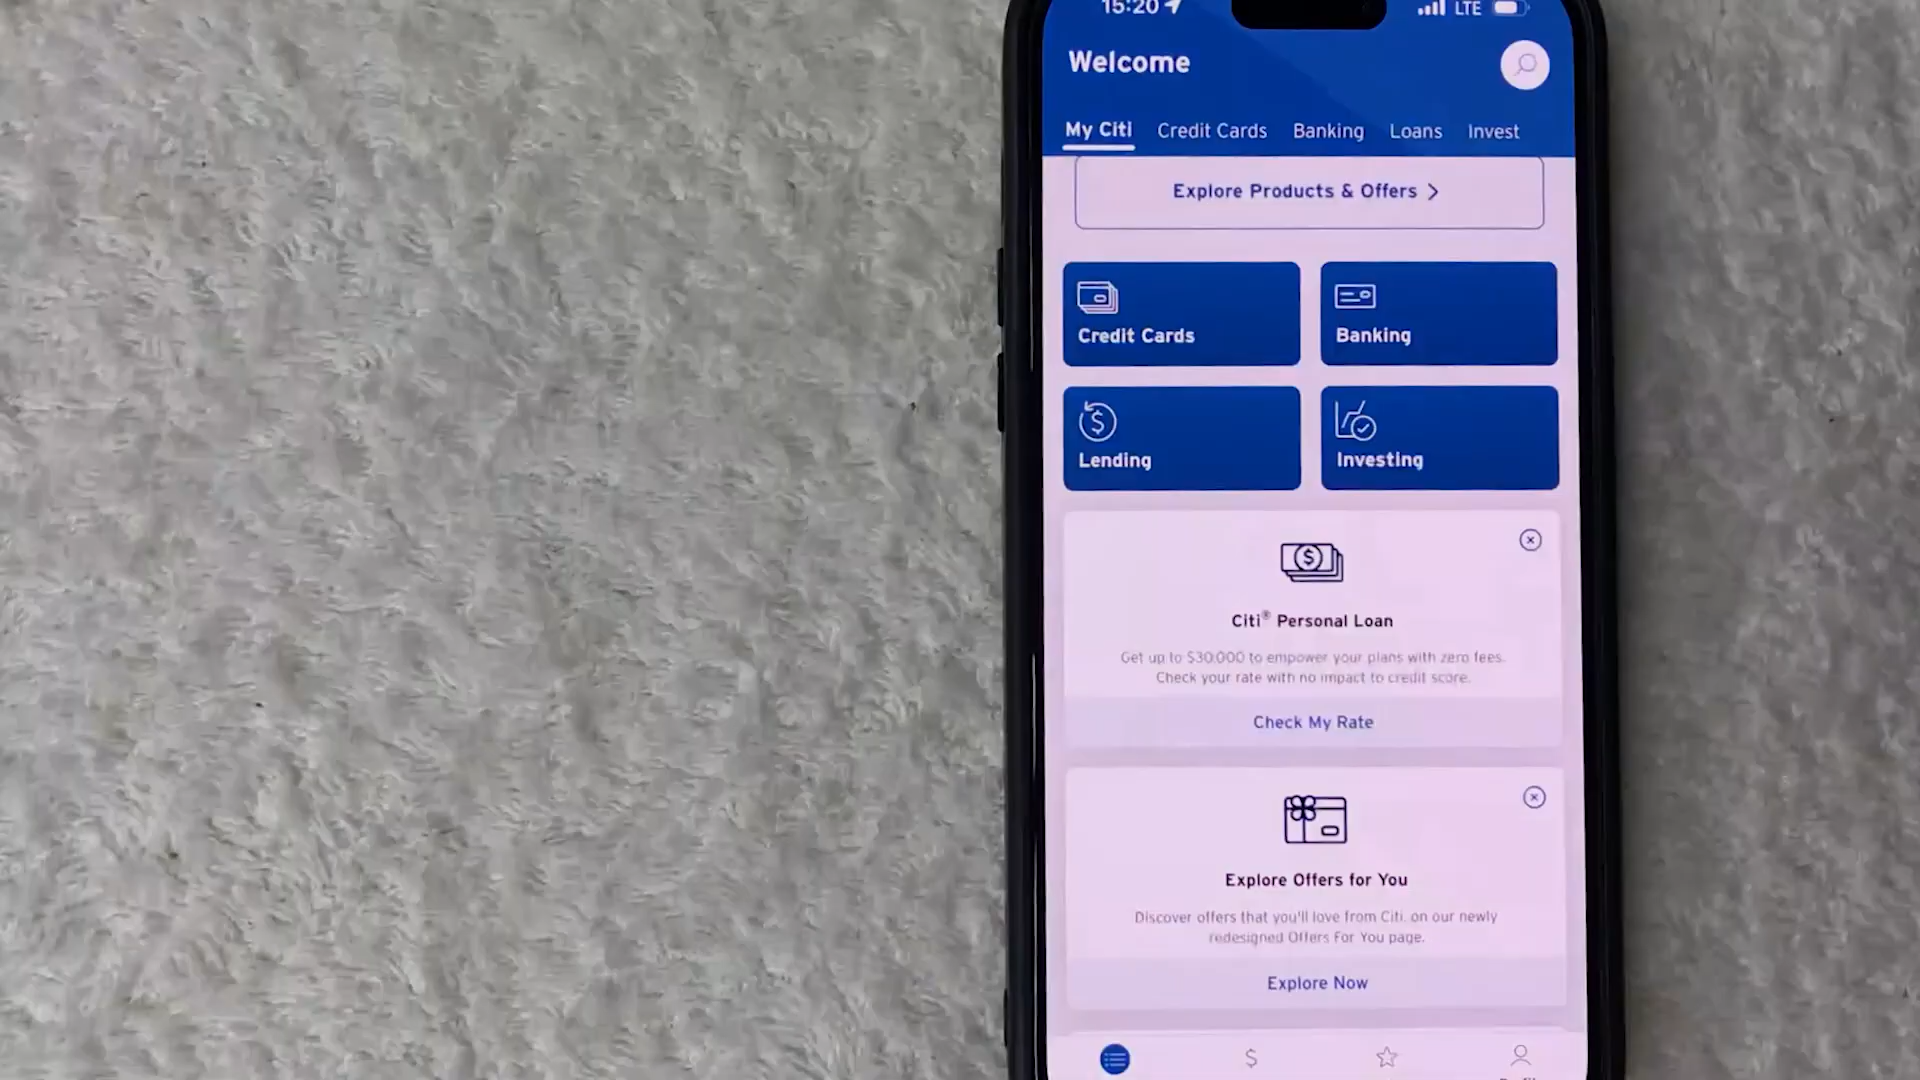 15:20
LTE
Welcome
My Citi Credit Cards Banking Loans Invest
Explore Products & Offers >
Credit Cards
Banking
Lending
Investing
Citi® Personal Loan
Get up to $30,000 to empower your plans with zero fees.
Check your rate with no impact to credit score.
Check My Rate
Explore Offers for You
Discover offers that you'll love from Citi, on our newly
redesigned Offers For You page.
Explore Now